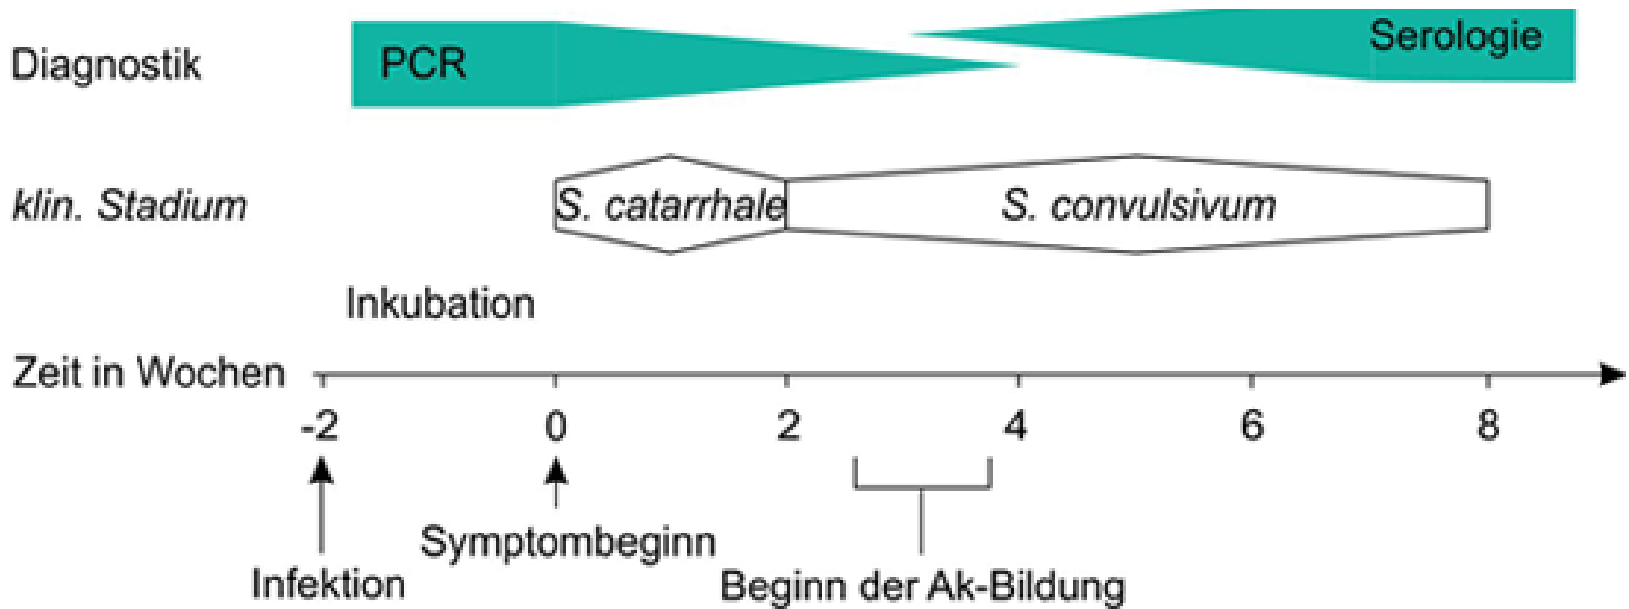 Diagnostik PCR Serologie
klin. Stadium S. catarrhale S. convulsivum
Inkubation
Zeit in Wochen
-2 0 2 4 6 8
Symptombeginn
Infektion Beginn der Ak-Bildung